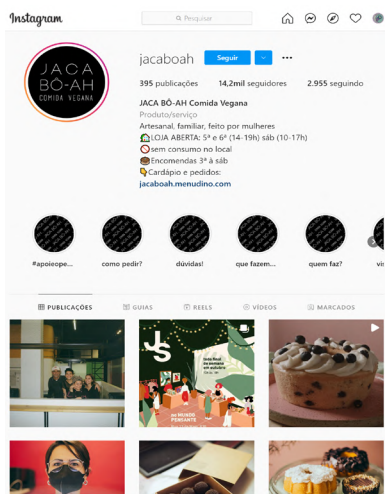 Instagram
Pesquisar
jacaboah
Seguir
395 publicações 14,2mil seguidores 2.955 seguindo
JACA BÔ-AH Comida Vegana
Produto/serviço
Artesanal, familiar, feito por mulheres
LOJA ABERTA: 5ª e 6ª (14-19h) sáb (10-17h)
sem consumo no local
Encomendas 3ª à sáb
Cardápio e pedidos:
jacaboah.menudino.com
JACA
BÔ-AH
COMIDA VEGANA
#apoieope... como pedir? dúvidas! que fazem... quem faz?
PUBLICAÇÕES GUIAS REELS VÍDEOS MARCADOS
JS